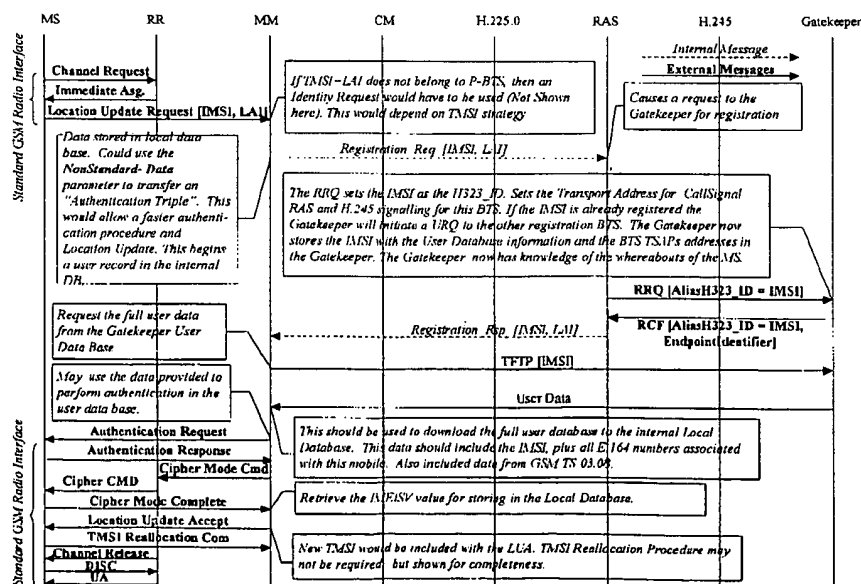 MS RR MM CM H.225.0 RAS H.245 Gatekeeper
Standard GSM Radio Interface
Internal Message
External Messages
Channel Request
Immediate Asg.
Location Update Request [IMSI, LAI]
If TMSI-LAI does not belong to P-BTS, then an
Identity Request would have to be used (Not Shown
here). This would depend on TMSI strategy
Causes a request to the
Gatekeeper for registration
Data stored in local data
base. Could use the
NonStandard- Data
parameter to transfer an
"Authentication Triple". This
would allow a faster authenti-
cation procedure and
Location Update. This begins
a user record in the internal
DB.
Registration Req [IMSI, LAI]
The RRQ sets the IMSI as the H323_ID. Sets the Transport Address for CallSignal
RAS and H.245 signalling for this BTS. If the IMSI is already registered the
Gatekeeper will initiate a URQ to the other registration BTS. The Gatekeeper now
stores the IMSI with the User Database information and the BTS TSAPs addresses in
the Gatekeeper. The Gatekeeper now has knowledge of the whereabouts of the MS.
RRQ [AliasH323_ID = IMSI]
Request the full user data
from the Gatekeeper User
Data Base
Registration Rsp [IMSI, LAI]
RCF [AliasH323_ID = IMSI,
EndpointIdentifier]
TFTP [IMSI]
May use the data provided to
perform authentication in the
user data base.
User Data
Standard GSM Radio Interface
Authentication Request
Authentication Response
Cipher Mode Cmd
Cipher CMD
Cipher Mode Complete
Location Update Accept
TMSI Reallocation Com
Channel Release
DISC
UA
This should be used to download the full user database to the internal Local
Database. This data should include the IMSI, plus all E.164 numbers associated
with this mobile. Also included data from GSM TS 03.08.
Retrieve the IMEISV value for storing in the Local Database.
New TMSI would be included with the LUA. TMSI Reallocation Procedure may
not be required but shown for completeness.